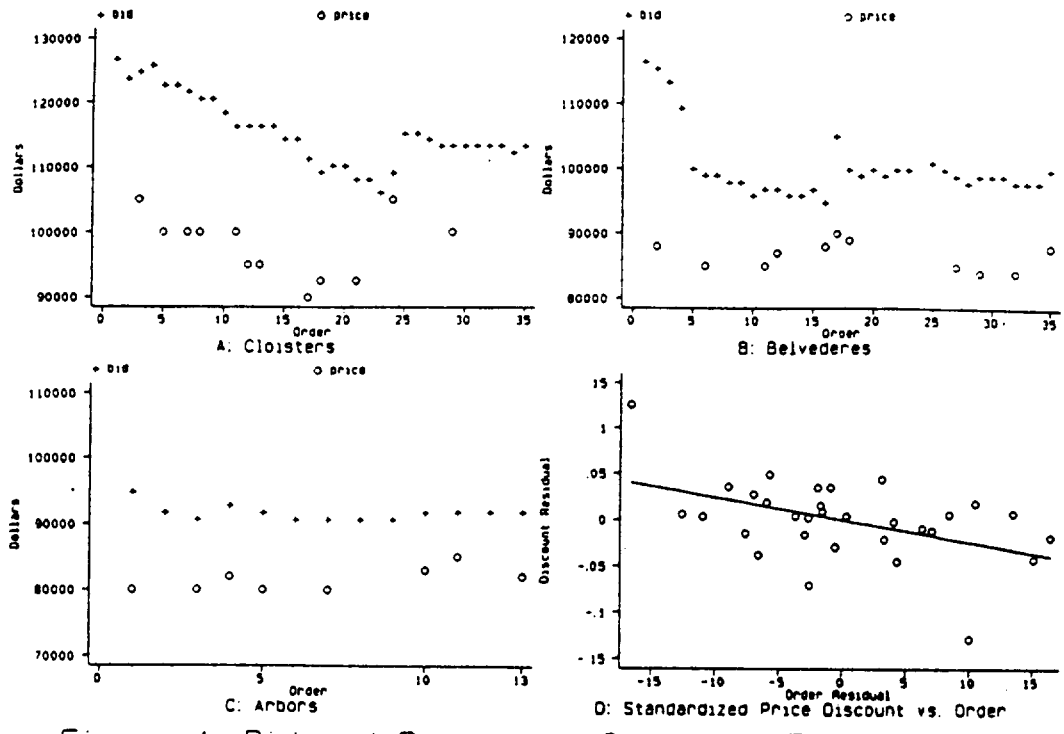 + bid o price
130000
120000
110000
100000
90000
Dollars
0 5 10 15 20 25 30 35
Order
A: Cloisters
+ bid o price
120000
110000
100000
90000
80000
Dollars
0 5 10 15 20 25 30 35
Order
B: Belvederes
+ bid o price
110000
100000
90000
80000
70000
Dollars
0 5 10 13
Order
C: Arbors
.15
.1
.05
0
-.05
-.1
-.15
Discount Residual
-15 -10 -5 0 5 10 15
Order Residual
D: Standardized Price Discount vs. Order